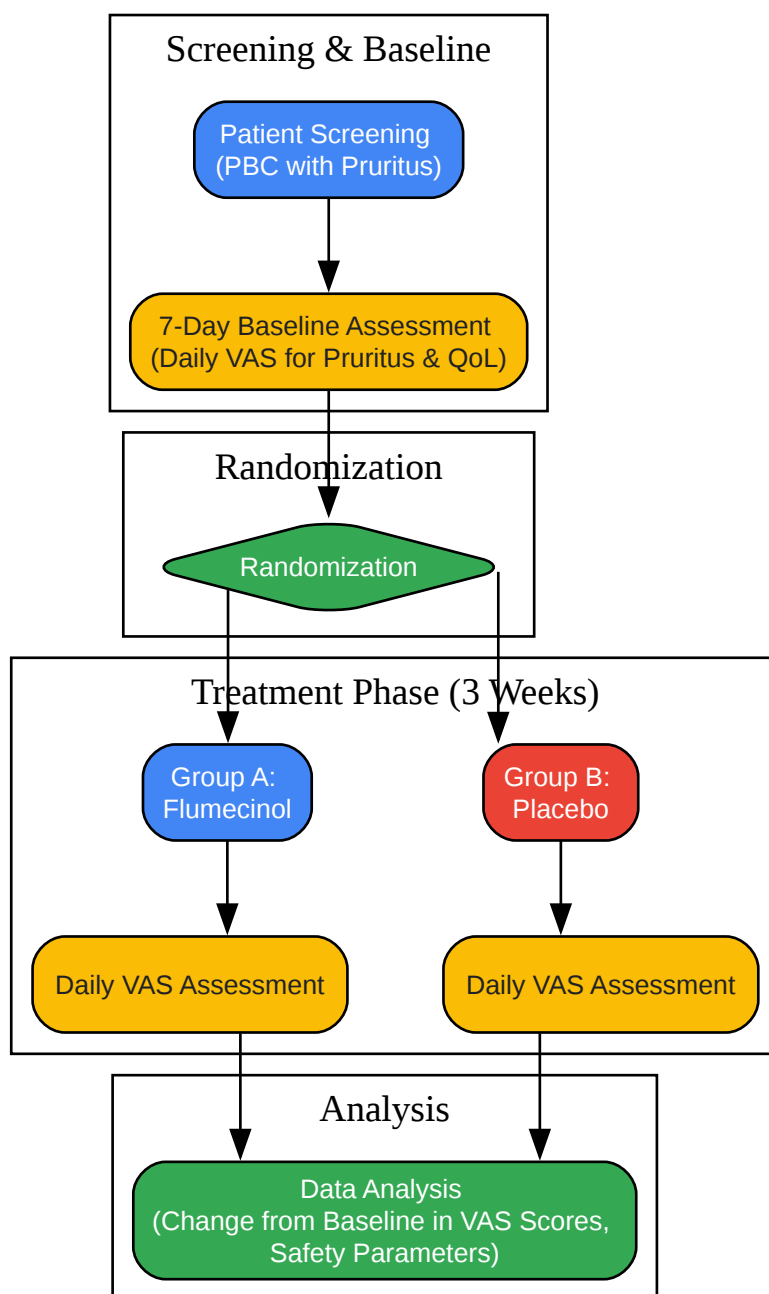 Screening & Baseline
Patient Screening
(PBC with Pruritus)
7-Day Baseline Assessment
(Daily VAS for Pruritus & QoL)
Randomization
Randomization
Treatment Phase (3 Weeks)
Group A:
Flumecinol
Group B:
Placebo
Daily VAS Assessment
Daily VAS Assessment
Analysis
Data Analysis
(Change from Baseline in VAS Scores,
Safety Parameters)